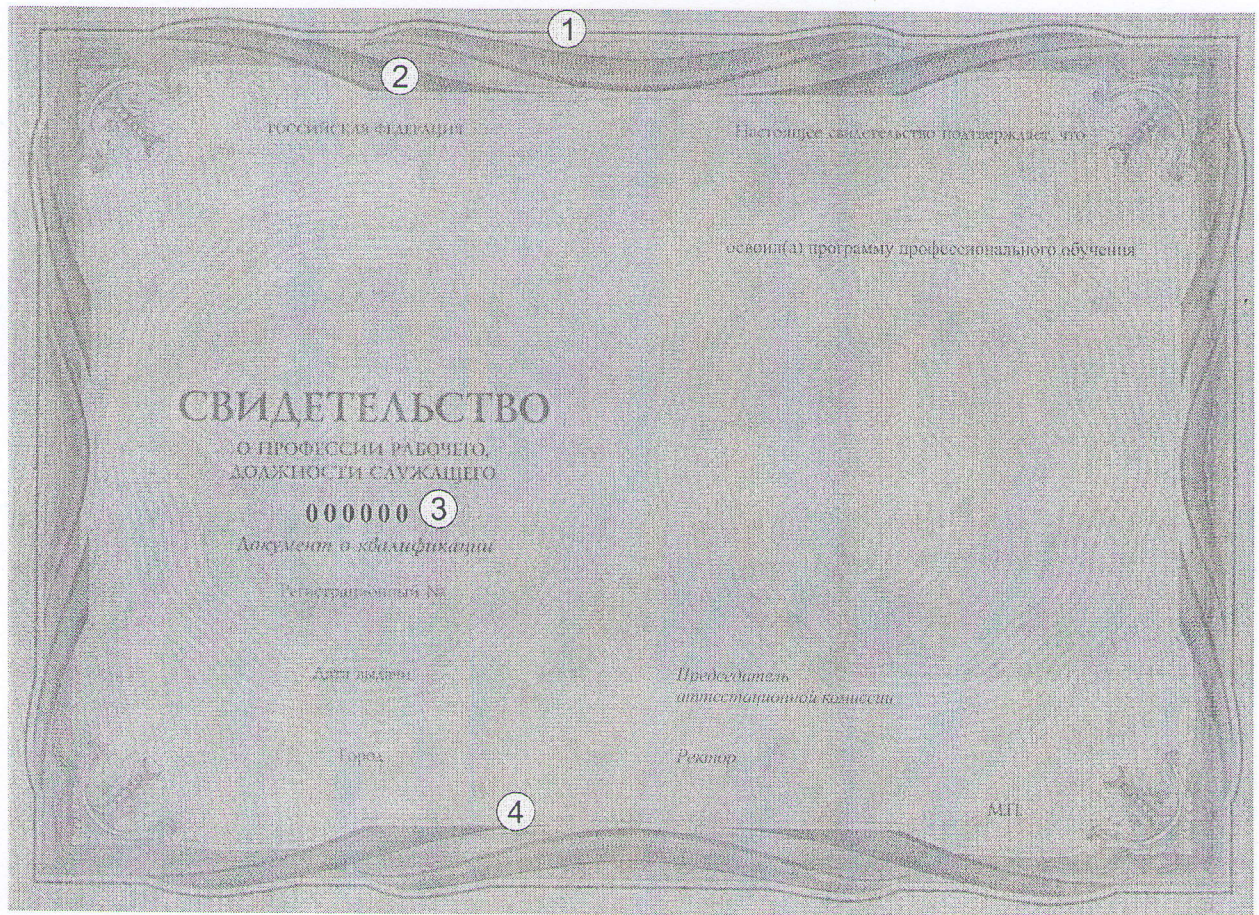 1
2
РОССИЙСКАЯ ФЕДЕРАЦИЯ
СВИДЕТЕЛЬСТВО
О ПРОФЕССИИ РАБОЧЕГО,
ДОЛЖНОСТИ СЛУЖАЩЕГО
000000 3
Документ о квалификации
Регистрационный №
Дата выдачи
Город
4
Настоящее свидетельство подтверждает, что
освоил(а) программу профессионального обучения
Председатель
аттестационной комиссии
Ректор
М.П.